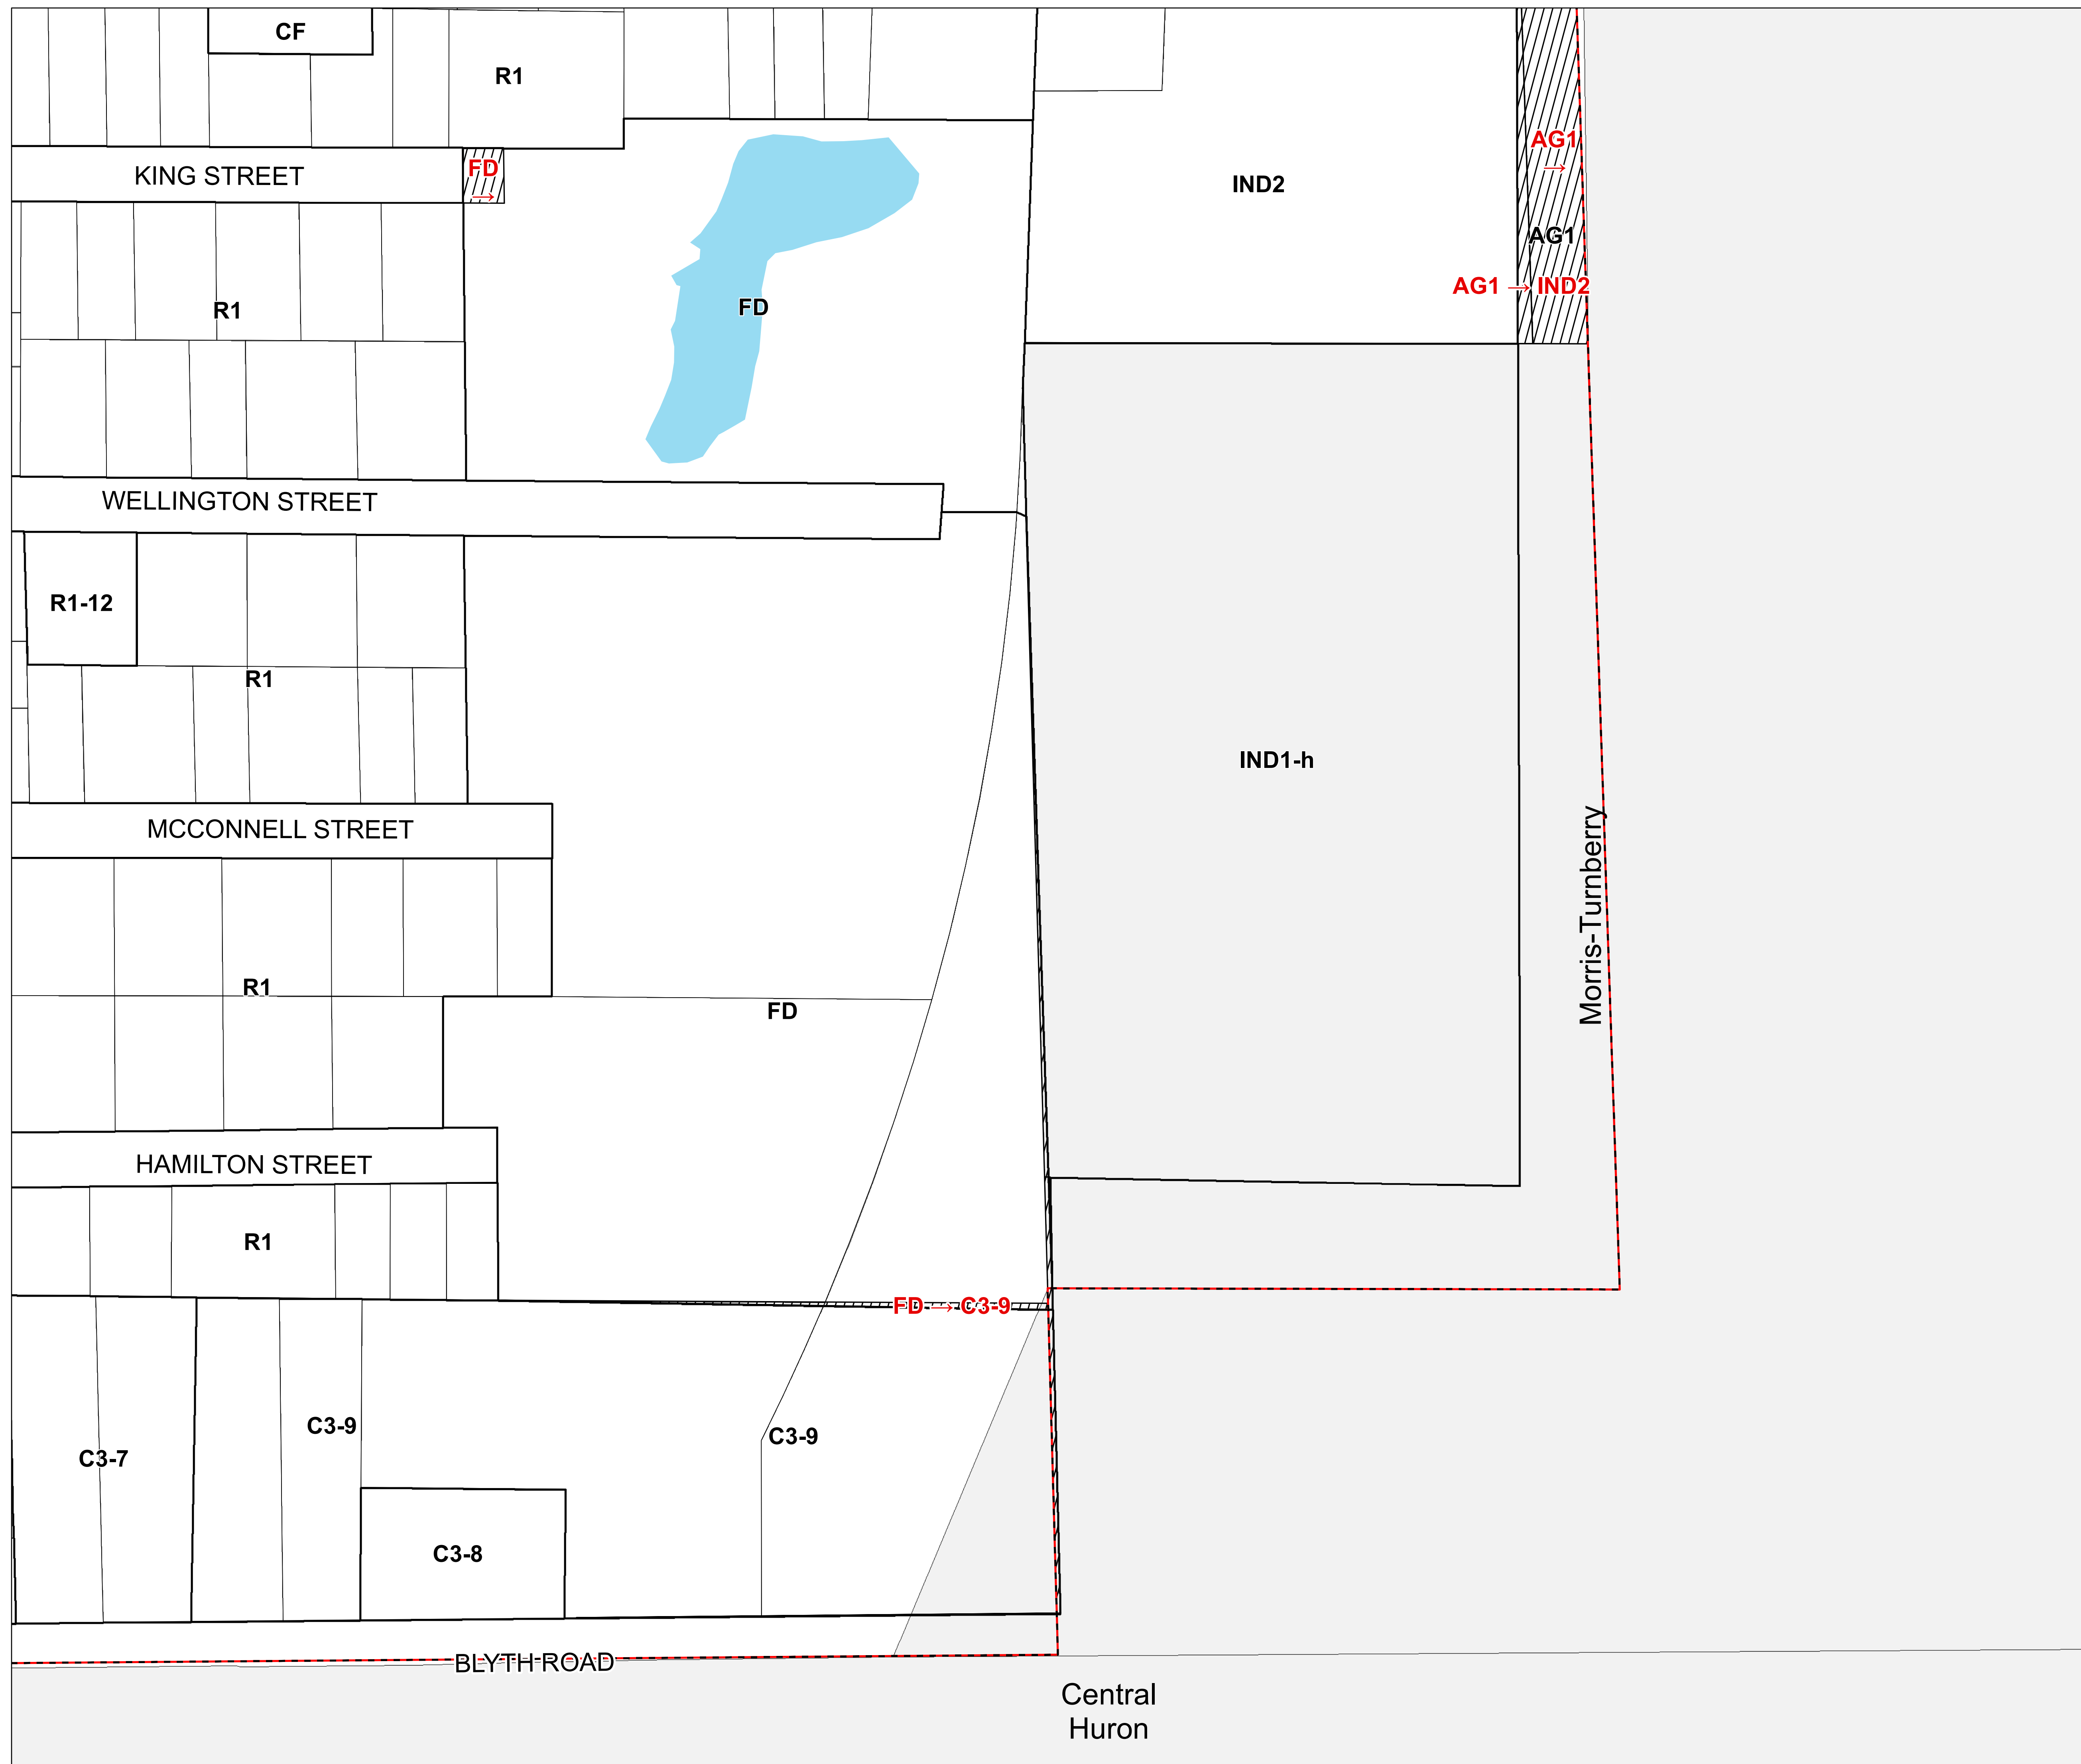 CF
R1
KING STREET
FD
→
IND2
AG1
→
AG1
AG1 → IND2
R1
FD
WELLINGTON STREET
R1-12
R1
IND1-h
MCCONNELL STREET
Morris-Turnberry
R1
FD
HAMILTON STREET
R1
FD → C3-9
C3-9
C3-9
C3-7
C3-8
BLYTH ROAD
Central
Huron